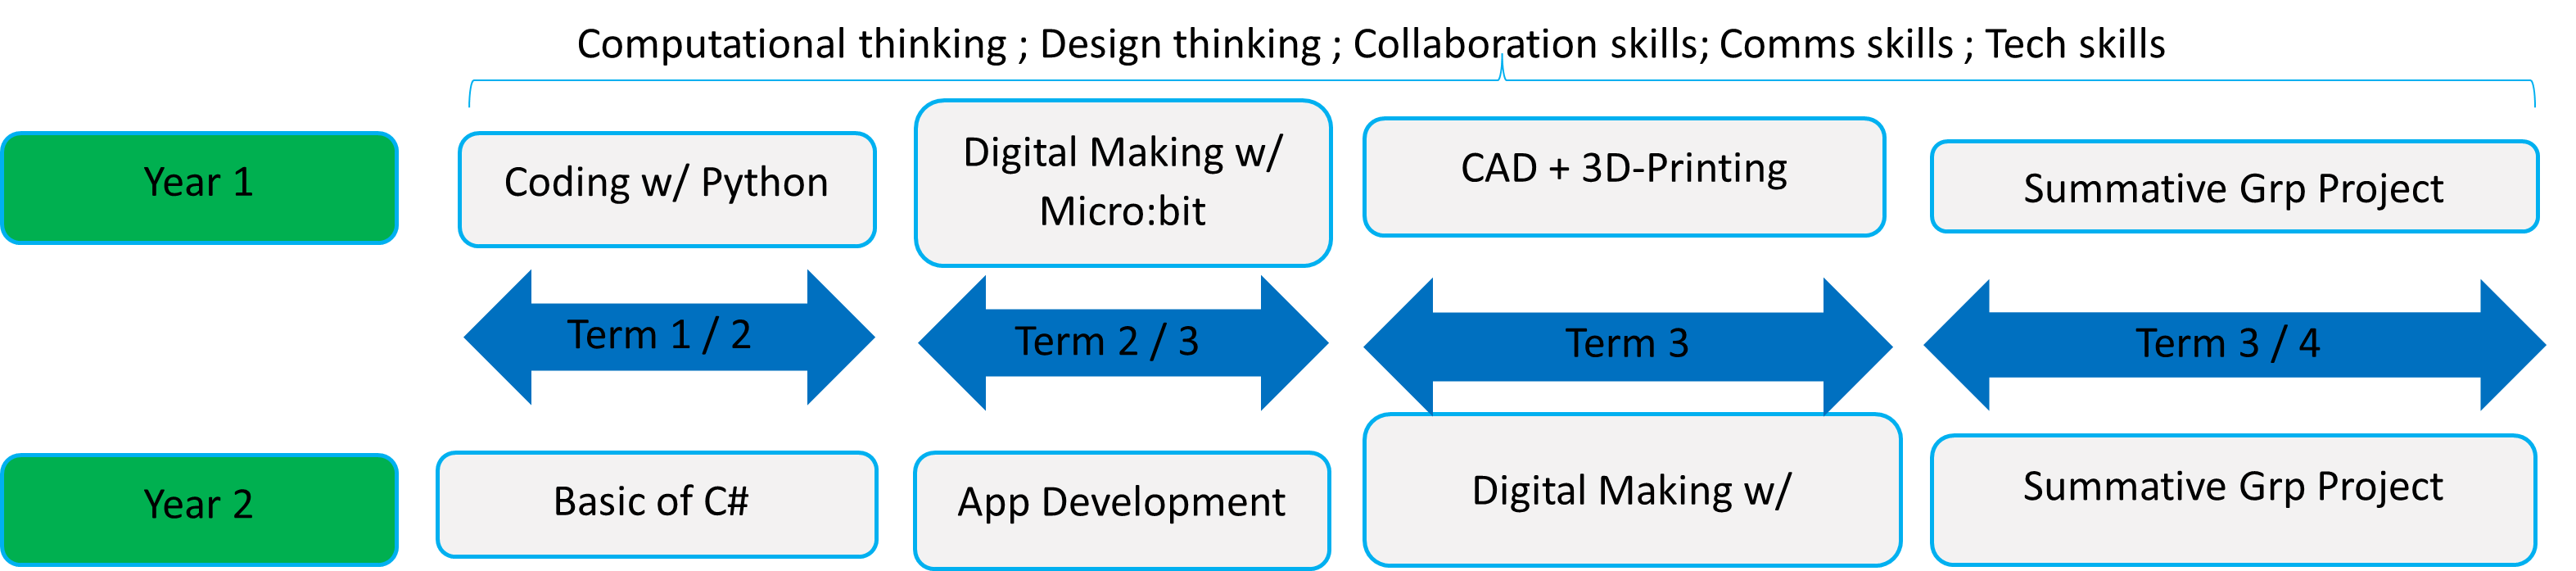 Computational thinking ; Design thinking ; Collaboration skills; Comms skills ; Tech skills
Year 1
Coding w/ Python
Digital Making w/
Micro:bit
CAD + 3D-Printing
Summative Grp Project
Term 1 / 2
Term 2 / 3
Term 3
Term 3 / 4
Year 2
Basic of C#
App Development
Digital Making w/
Summative Grp Project